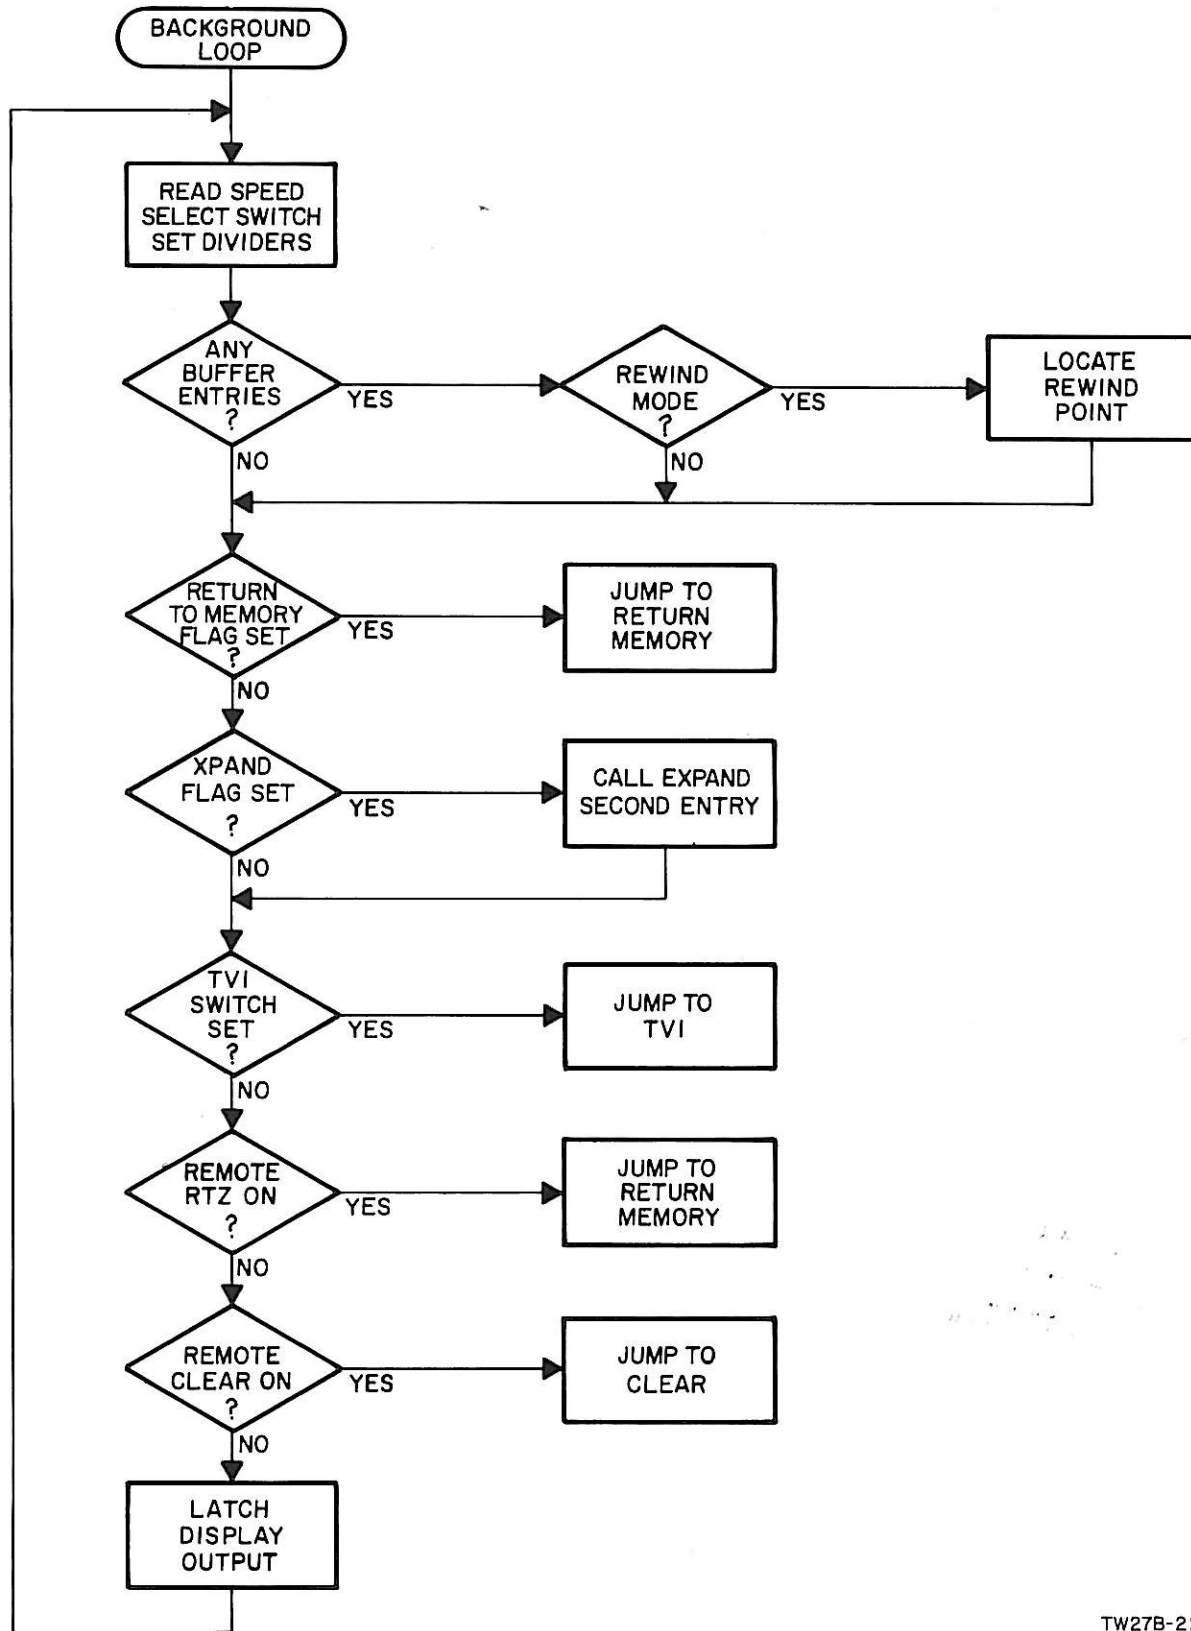 BACKGROUND
LOOP
READ SPEED
SELECT SWITCH
SET DIVIDERS
ANY
BUFFER
ENTRIES
?
YES
NO
REWIND
MODE
?
YES
NO
LOCATE
REWIND
POINT
RETURN
TO MEMORY
FLAG SET
?
YES
NO
JUMP TO
RETURN
MEMORY
XPAND
FLAG SET
?
YES
NO
CALL EXPAND
SECOND ENTRY
TVI
SWITCH
SET
?
YES
NO
JUMP TO
TVI
REMOTE
RTZ ON
?
YES
NO
JUMP TO
RETURN
MEMORY
REMOTE
CLEAR ON
?
YES
NO
JUMP TO
CLEAR
LATCH
DISPLAY
OUTPUT